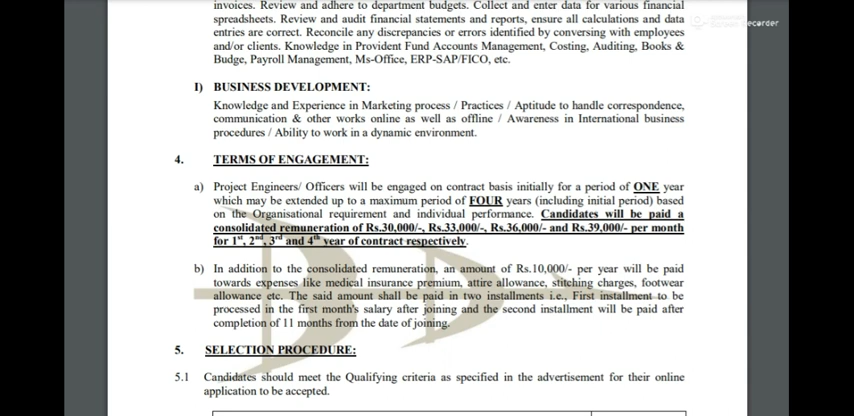 invoices. Review and adhere to department budgets. Collect and enter data for various financial
spreadsheets. Review and audit financial statements and reports, ensure all calculations and data
entries are correct. Reconcile any discrepancies or errors identified by conversing with employees
and/or clients. Knowledge in Provident Fund Accounts Management, Costing, Auditing, Books &
Budge, Payroll Management, Ms-Office, ERP-SAP/FICO, etc.
I) BUSINESS DEVELOPMENT:
Knowledge and Experience in Marketing process / Practices / Aptitude to handle correspondence,
communication & other works online as well as offline / Awareness in International business
procedures / Ability to work in a dynamic environment.
4. TERMS OF ENGAGEMENT:
a) Project Engineers/ Officers will be engaged on contract basis initially for a period of ONE year
which may be extended up to a maximum period of FOUR years (including initial period) based
on the Organisational requirement and individual performance. Candidates will be paid a
consolidated remuneration of Rs.30,000/-, Rs.33,000/-, Rs.36,000/- and Rs.39,000/- per month
for 1st, 2nd, 3rd and 4th year of contract respectively.
b) In addition to the consolidated remuneration, an amount of Rs.10,000/- per year will be paid
towards expenses like medical insurance premium, attire allowance, stitching charges, footwear
allowance etc. The said amount shall be paid in two installments i.e., First installment to be
processed in the first month's salary after joining and the second installment will be paid after
completion of 11 months from the date of joining.
5. SELECTION PROCEDURE:
5.1 Candidates should meet the Qualifying criteria as specified in the advertisement for their online
application to be accepted.